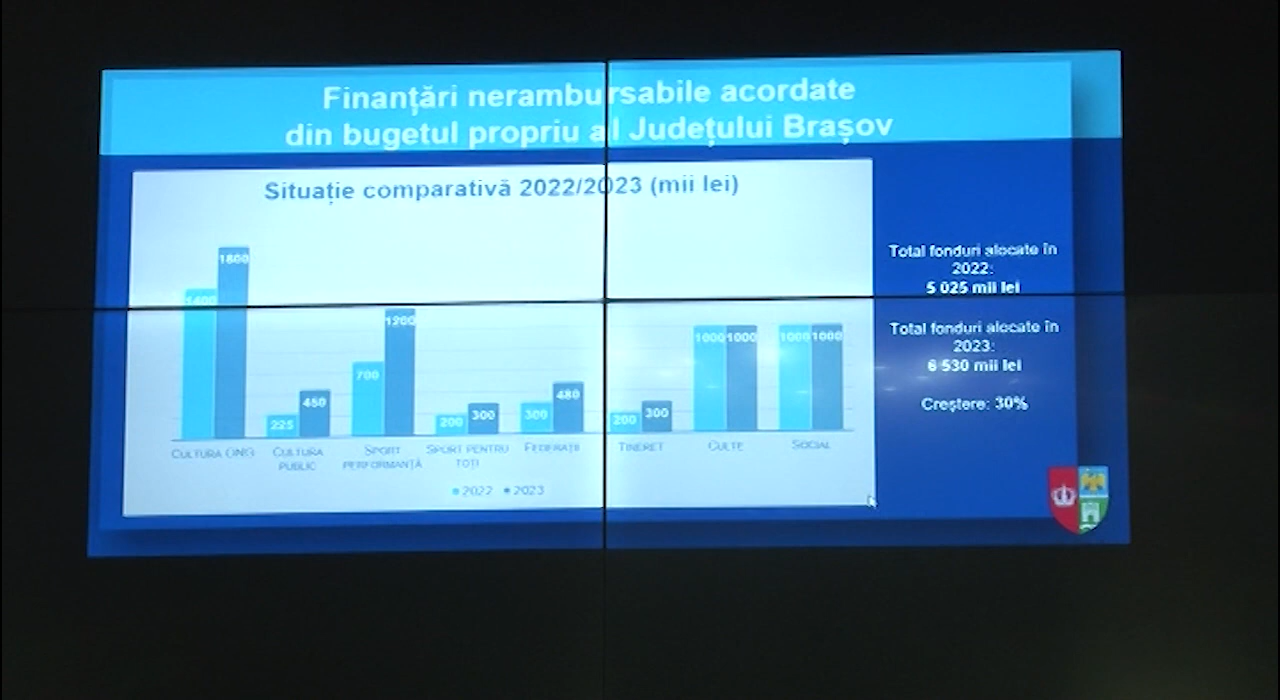 Finanțări nerambursabile acordate
din bugetul propriu al Județului Brașov
Situație comparativă 2022/2023 (mii lei)
1400 1800
225 450
700 1200
200 300
300 480
200 300
1000 1000
1000 1000
CULTURA ONG
CULTURA
PUBLIC
SPORT
PERFORMANȚĂ
SPORT PENTRU
TOȚI
FEDERAȚII
TINERET
CULTE
SOCIAL
2022 2023
Total fonduri alocate în
2022:
5 025 mii lei
Total fonduri alocate în
2023:
6 530 mii lei
Creștere: 30%